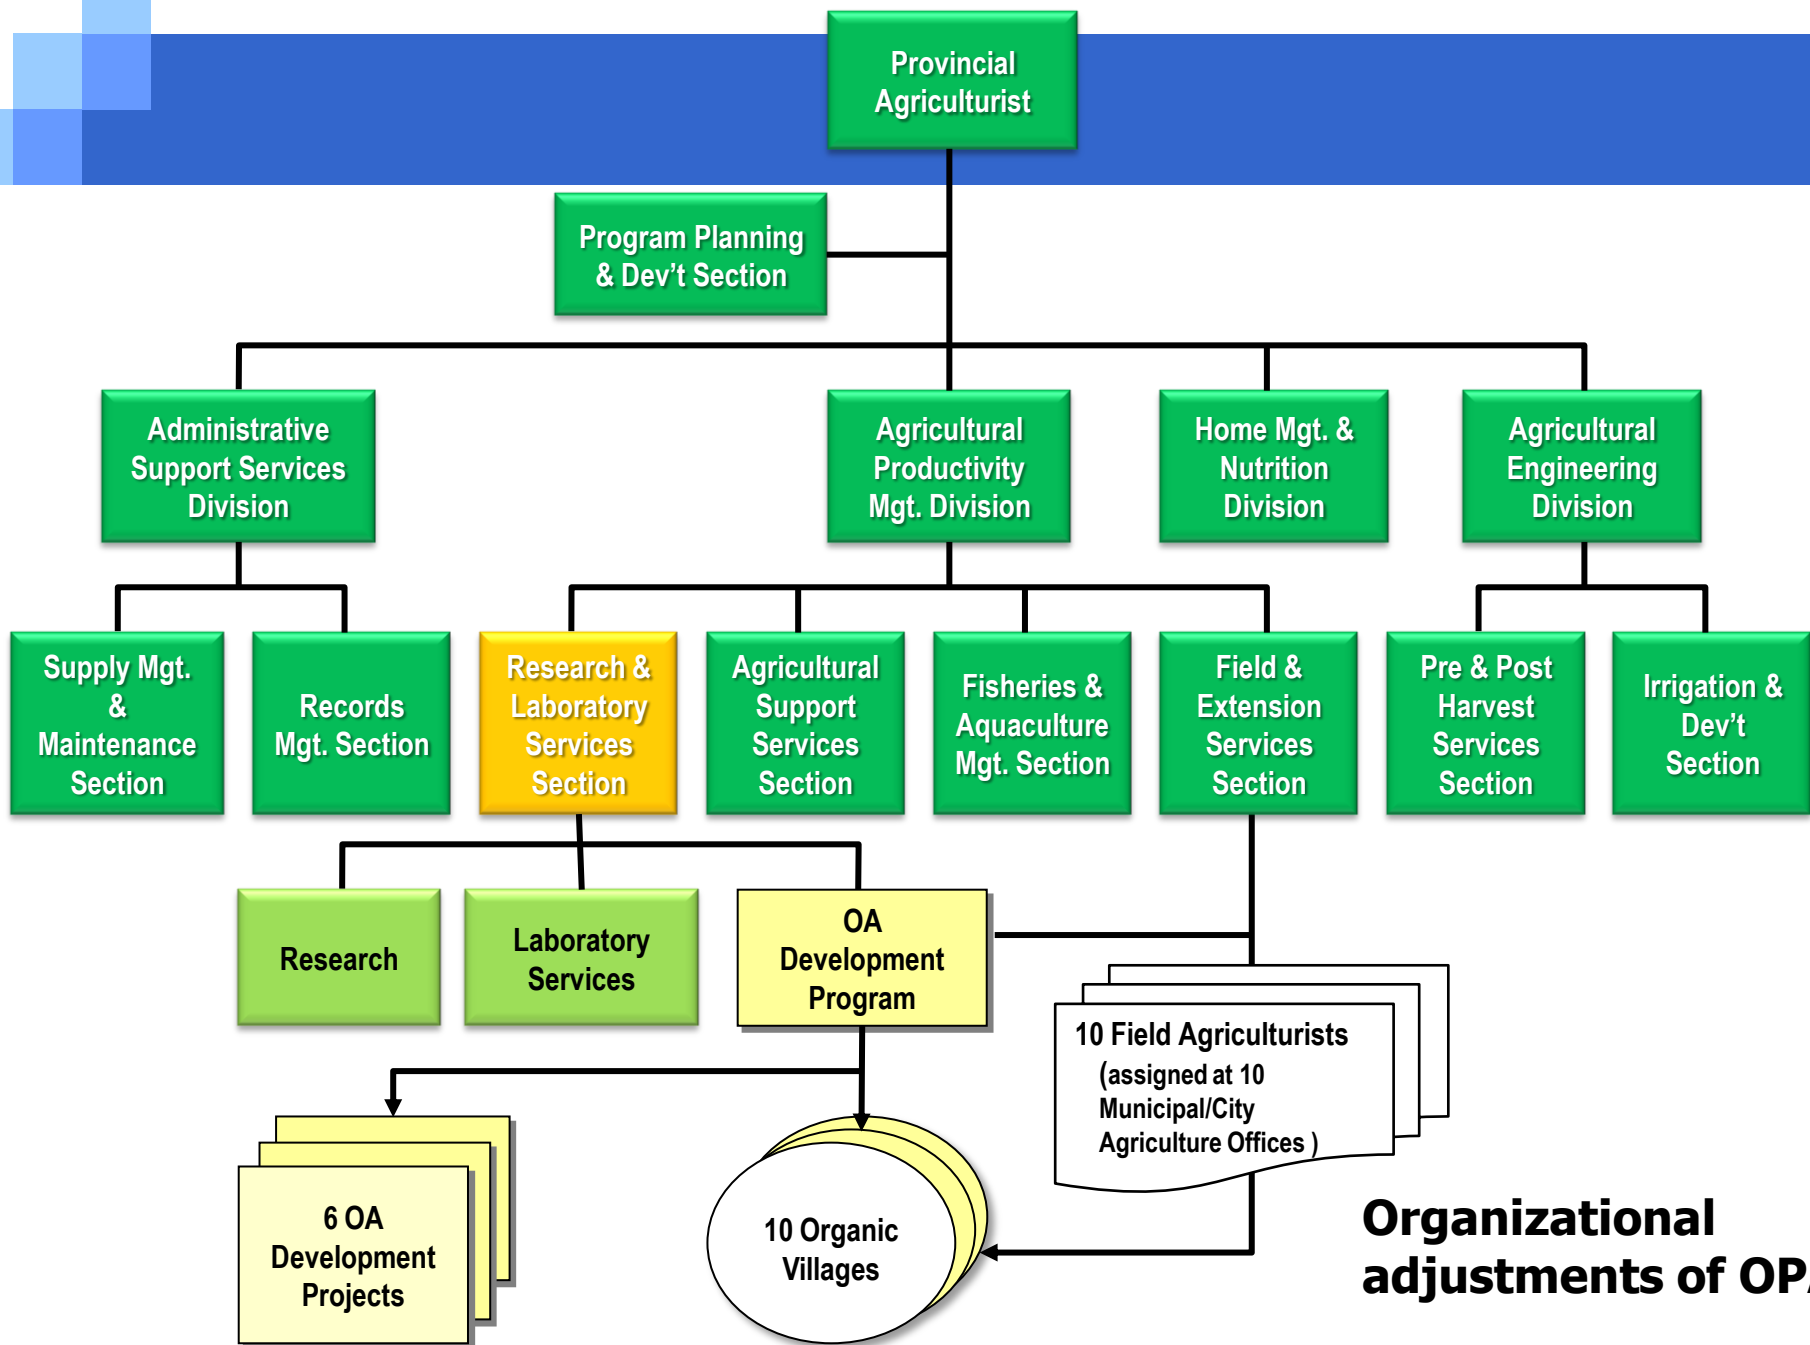 Provincial
Agriculturist
Program Planning
& Dev't Section
Administrative
Support Services
Division
Agricultural
Productivity
Mgt. Division
Home Mgt. &
Nutrition
Division
Agricultural
Engineering
Division
Supply Mgt.
&
Maintenance
Section
Records
Mgt. Section
Research &
Laboratory
Services
Section
Agricultural
Support
Services
Section
Fisheries &
Aquaculture
Mgt. Section
Field &
Extension
Services
Section
Pre & Post
Harvest
Services
Section
Irrigation &
Dev't
Section
Research
Laboratory
Services
OA
Development
Program
10 Field Agriculturists
(assigned at 10
Municipal/City
Agriculture Offices )
6 OA
Development
Projects
10 Organic
Villages
Organizational
adjustments of OPA